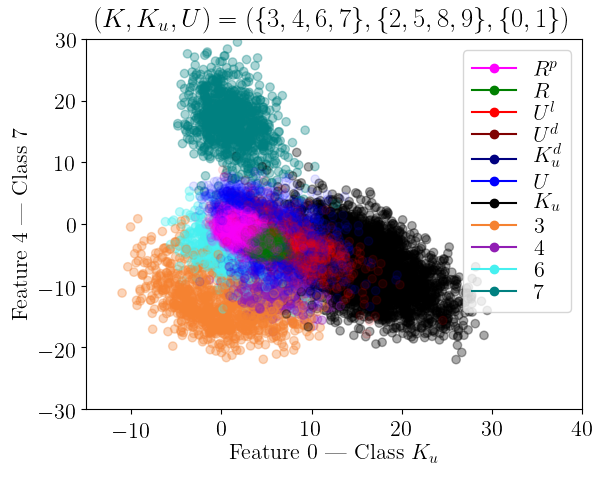 (K, K_u, U) = ({3, 4, 6, 7}, {2, 5, 8, 9}, {0, 1})
30
20
10
0
−10
−20
−30
Feature 4 — Class 7
R^p
R
U^l
U^d
K_u^d
U
K_u
3
4
6
7
−10
0
10
20
30
40
Feature 0 — Class K_u